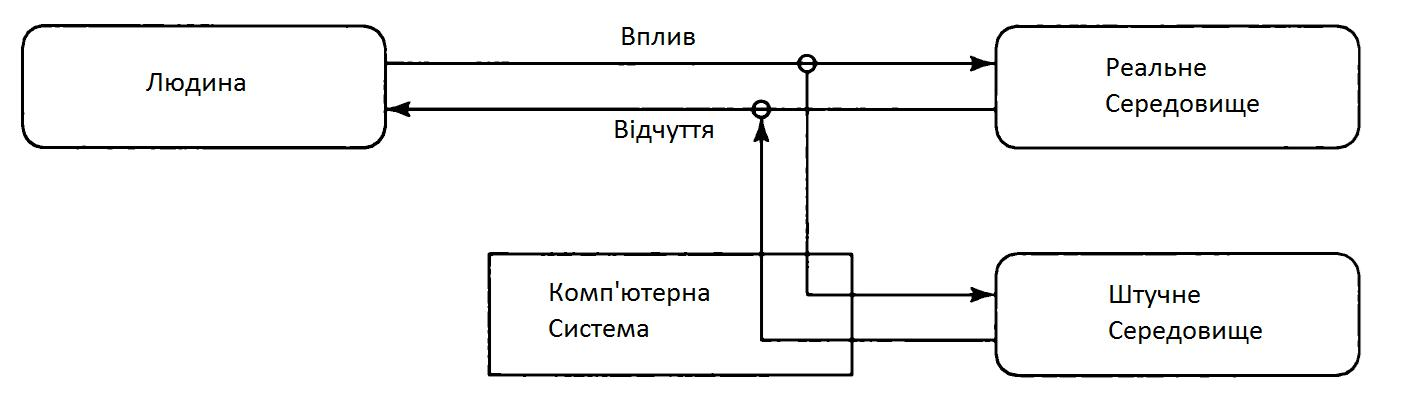 Вплив
Людина
Реальне
Середовище
Відчуття
Комп'ютерна
Система
Штучне
Середовище